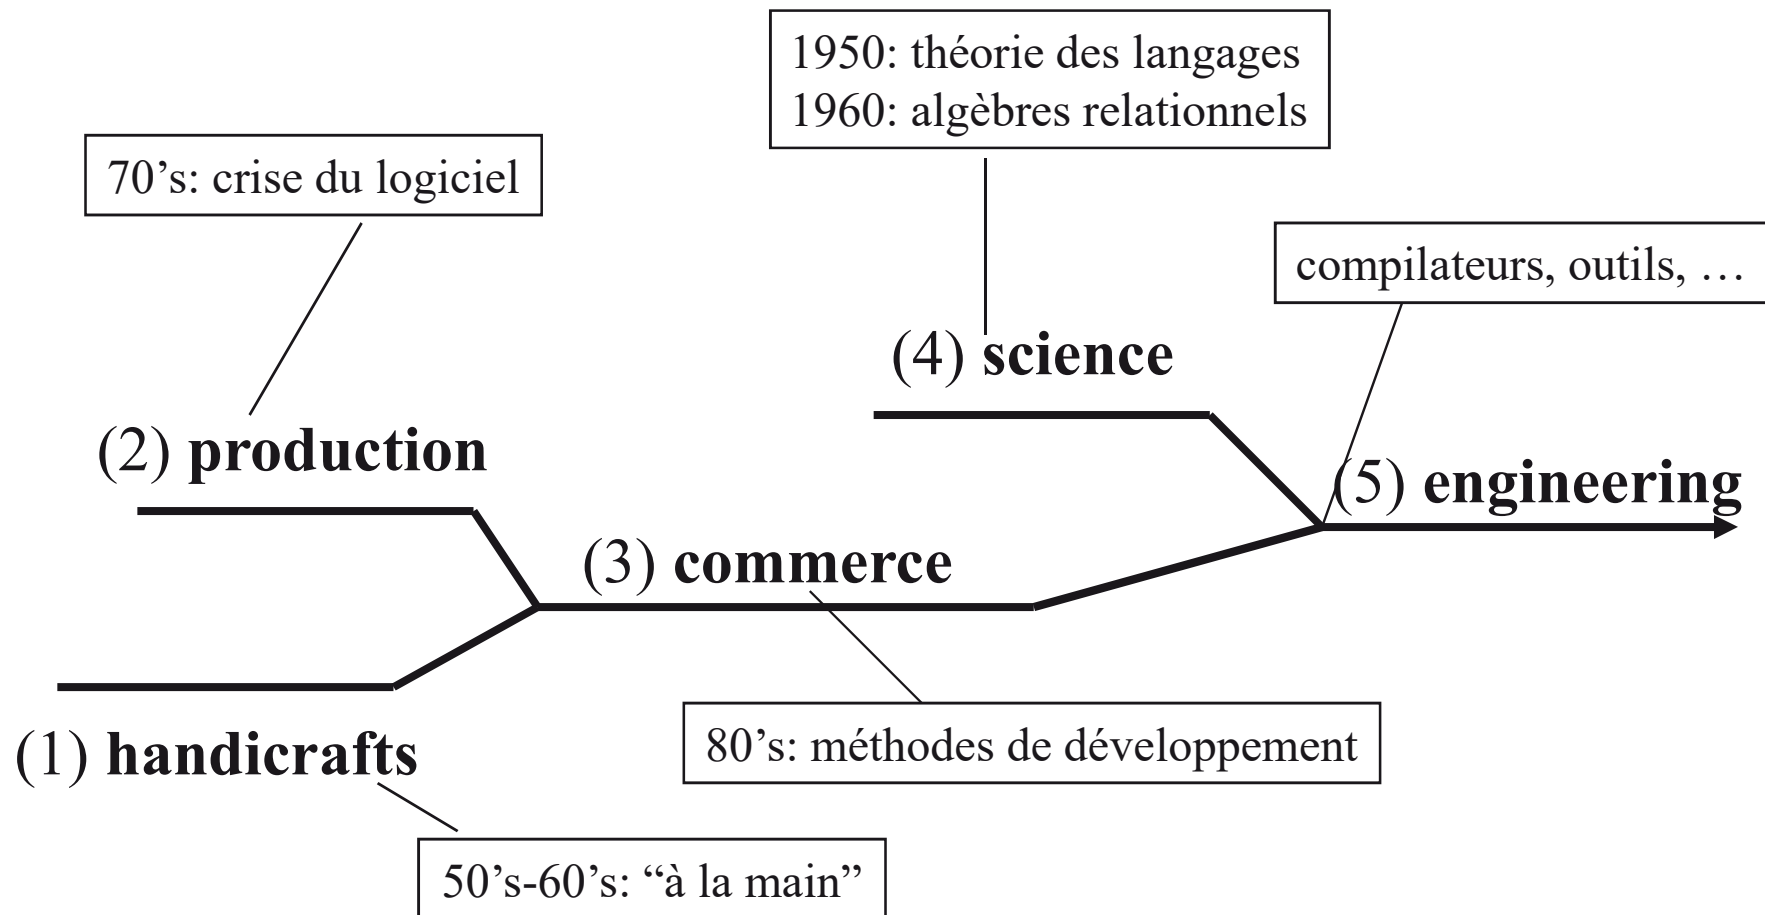 1950: théorie des langages
1960: algèbres relationnels
70’s: crise du logiciel
compilateurs, outils, …
(4) science
(2) production
(5) engineering
(3) commerce
(1) handicrafts
80’s: méthodes de développement
50’s-60’s: “à la main”